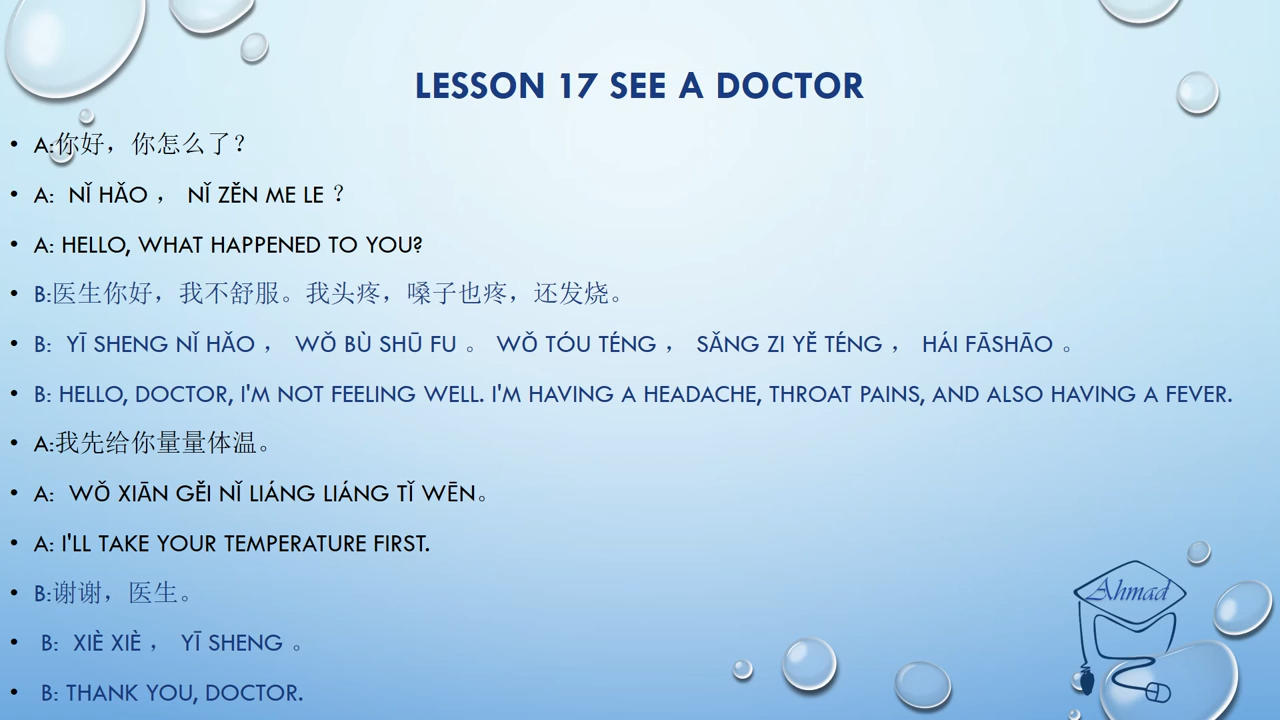 LESSON 17 SEE A DOCTOR
• A:你好，你怎么了？
• A: NǏ HǍO ， NǏ ZĚN ME LE ？
• A: HELLO, WHAT HAPPENED TO YOU?
• B:医生你好，我不舒服。我头疼，嗓子也疼，还发烧。
• B: YĪ SHENG NǏ HǍO ， WǑ BÙ SHŪ FU 。 WǑ TÓU TÉNG ， SǍNG ZI YĚ TÉNG ， HÁI FĀSHĀO 。
• B: HELLO, DOCTOR, I'M NOT FEELING WELL. I'M HAVING A HEADACHE, THROAT PAINS, AND ALSO HAVING A FEVER.
• A:我先给你量量体温。
• A: WǑ XIĀN GĚI NǏ LIÁNG LIÁNG TǏ WĒN。
• A: I'LL TAKE YOUR TEMPERATURE FIRST.
• B:谢谢，医生。
• B: XIÈ XIÈ ， YĪ SHENG 。
• B: THANK YOU, DOCTOR.
Ahmad